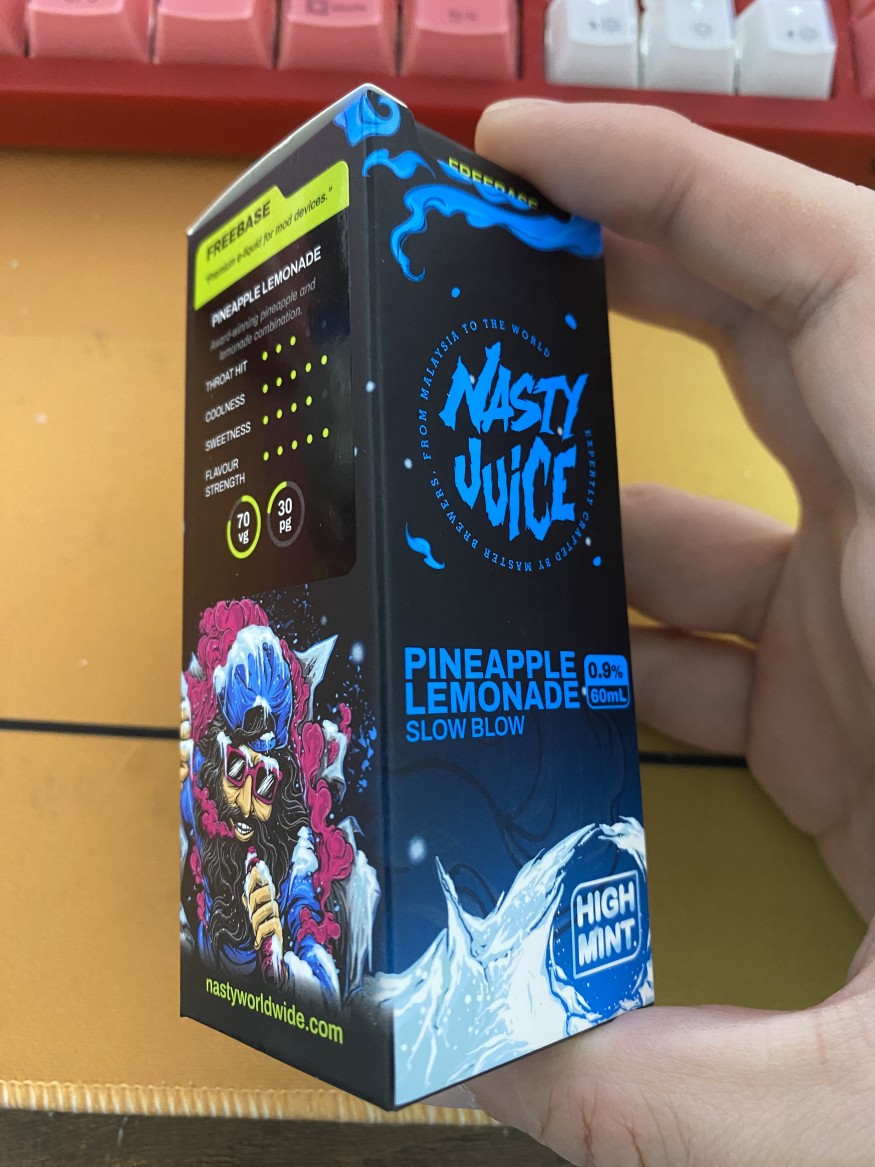 FREEBASE
"Premium e-liquid for mod devices."
PINEAPPLE LEMONADE
Award-winning pineapple and
lemonade combination.
THROAT HIT
COOLNESS
SWEETNESS
FLAVOUR
STRENGTH
70
vg
30
pg
nastyworldwide.com
FREEBASE
FROM MALAYSIA TO THE WORLD
EXPERTLY CRAFTED BY MASTER BREWERS.
NASTY
JUICE
PINEAPPLE
LEMONADE
SLOW BLOW
0.9%
60mL
HIGH
MINT.